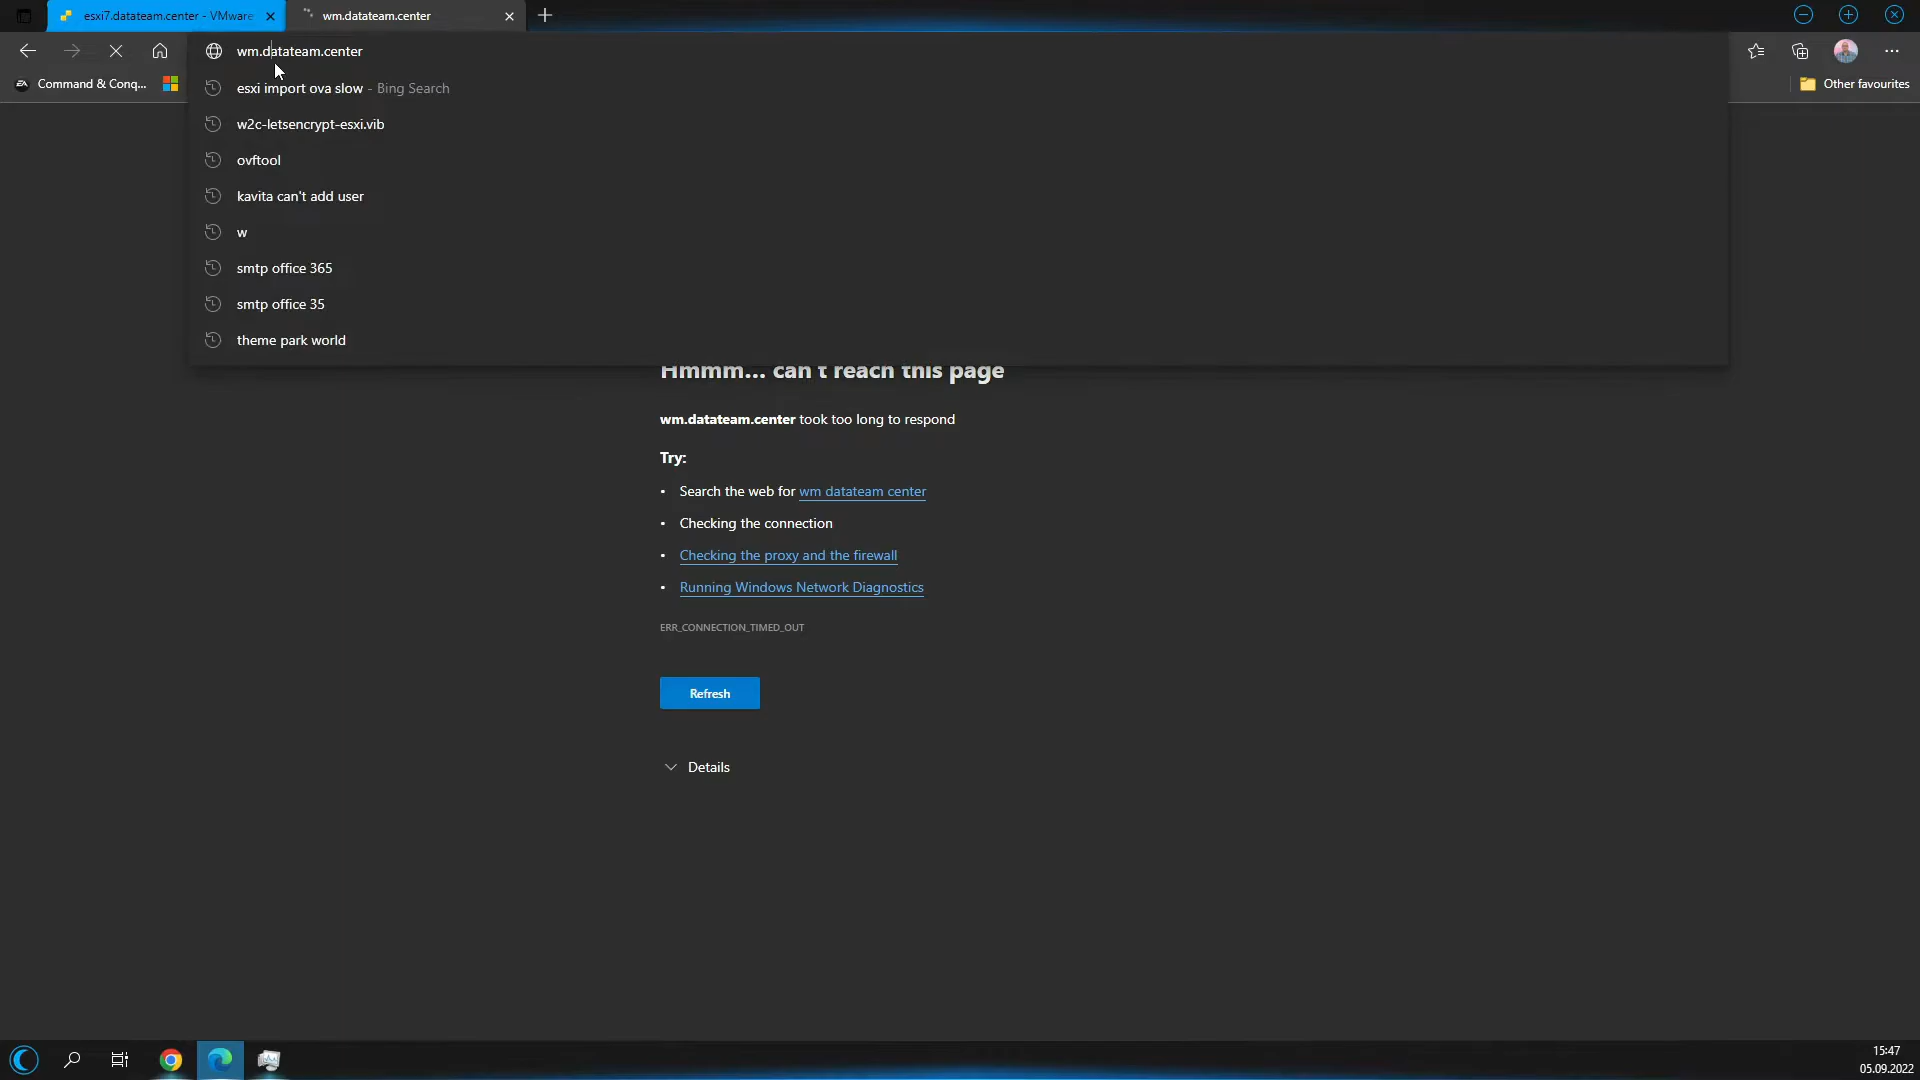 esxi7.datateam.center - VMware
wm.datateam.center
wm.datateam.center
Command & Conq...
Other favourites
esxi import ova slow - Bing Search
w2c-letsencrypt-esxi.vib
ovftool
kavita can't add user
w
smtp office 365
smtp office 35
theme park world
Hmmm... can't reach this page
wm.datateam.center took too long to respond
Try:
• Search the web for wm datateam center
• Checking the connection
• Checking the proxy and the firewall
• Running Windows Network Diagnostics
ERR_CONNECTION_TIMED_OUT
Refresh
Details
15:47
05.09.2022